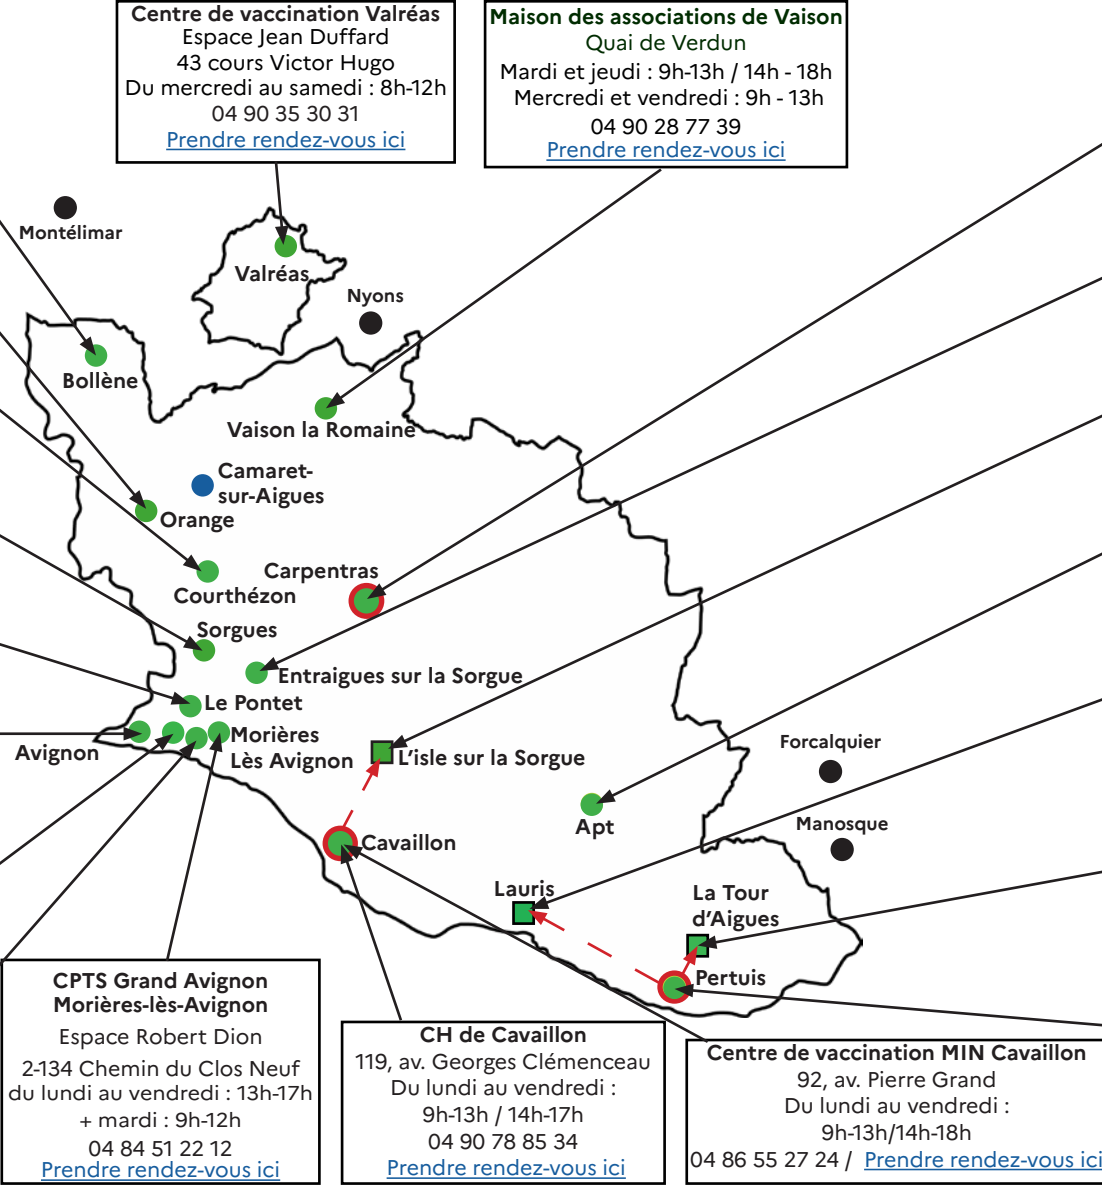 Centre de vaccination Valréas
Espace Jean Duffard
43 cours Victor Hugo
Du mercredi au samedi : 8h-12h
04 90 35 30 31
Prendre rendez-vous ici
Maison des associations de Vaison
Quai de Verdun
Mardi et jeudi : 9h-13h / 14h - 18h
Mercredi et vendredi : 9h - 13h
04 90 28 77 39
Prendre rendez-vous ici
Montélimar
Valréas
Nyons
Bollène
Vaison la Romaine
Camaret-
sur-Aigues
Orange
Carpentras
Courthézon
Sorgues
Entraigues sur la Sorgue
Le Pontet
Morières
Lès Avignon
Avignon
L'isle sur la Sorgue
Forcalquier
Apt
Manosque
Cavaillon
Lauris
La Tour
d'Aigues
Pertuis
CPTS Grand Avignon
Morières-lès-Avignon
Espace Robert Dion
2-134 Chemin du Clos Neuf
du lundi au vendredi : 13h-17h
+ mardi : 9h-12h
04 84 51 22 12
Prendre rendez-vous ici
CH de Cavaillon
119, av. Georges Clémenceau
Du lundi au vendredi :
9h-13h / 14h-17h
04 90 78 85 34
Prendre rendez-vous ici
Centre de vaccination MIN Cavaillon
92, av. Pierre Grand
Du lundi au vendredi :
9h-13h/14h-18h
04 86 55 27 24 / Prendre rendez-vous ici